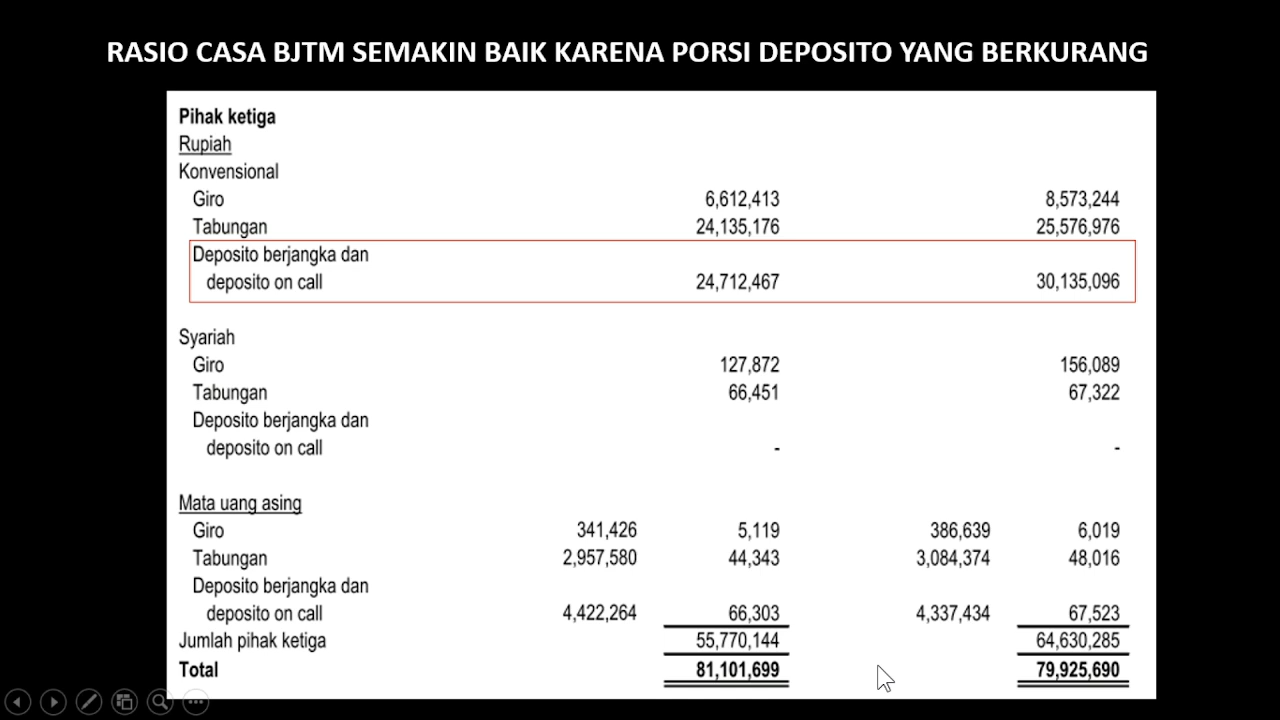 RASIO CASA BJTM SEMAKIN BAIK KARENA PORSI DEPOSITO YANG BERKURANG
Pihak ketiga
Rupiah
Konvensional
Giro 6,612,413 8,573,244
Tabungan 24,135,176 25,576,976
Deposito berjangka dan
deposito on call 24,712,467 30,135,096
Syariah
Giro 127,872 156,089
Tabungan 66,451 67,322
Deposito berjangka dan
deposito on call - -
Mata uang asing
Giro 341,426 5,119 386,639 6,019
Tabungan 2,957,580 44,343 3,084,374 48,016
Deposito berjangka dan
deposito on call 4,422,264 66,303 4,337,434 67,523
Jumlah pihak ketiga 55,770,144 64,630,285
Total 81,101,699 79,925,690